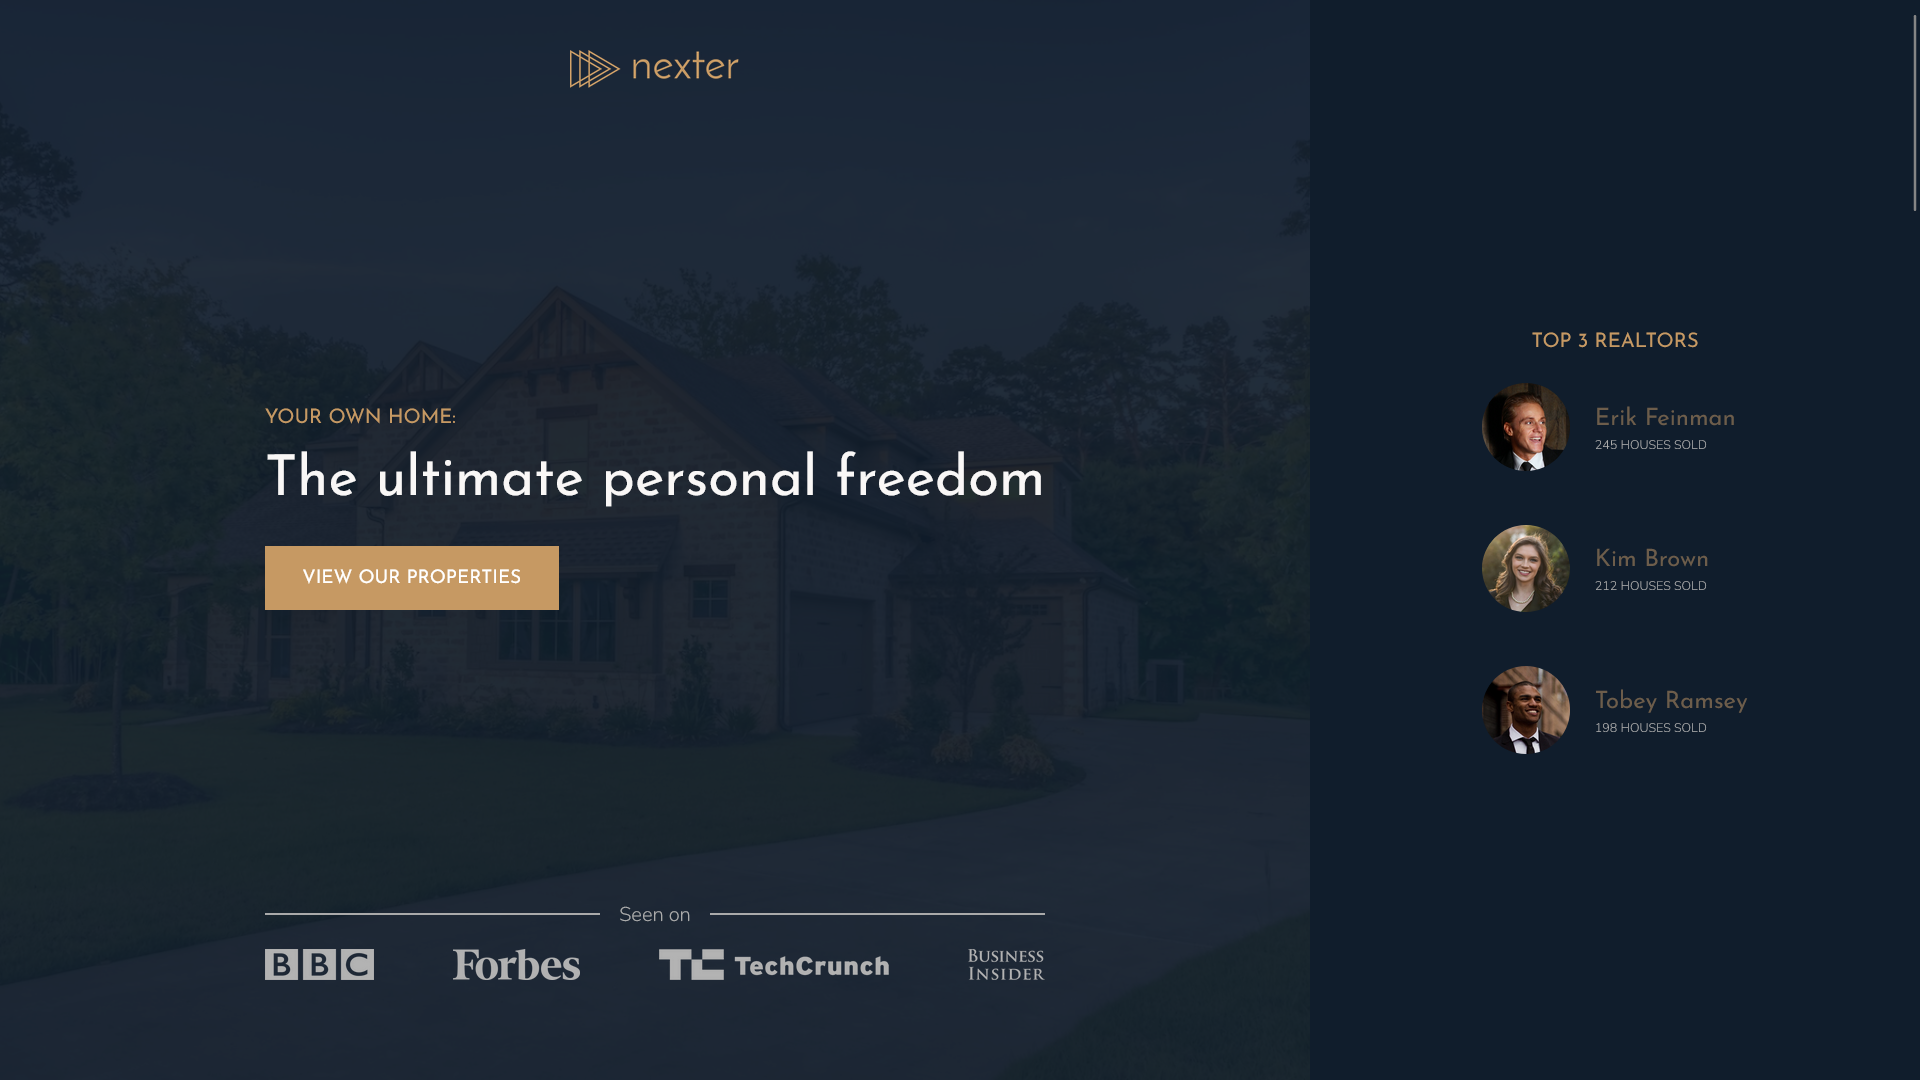 nexter
YOUR OWN HOME:
The ultimate personal freedom
VIEW OUR PROPERTIES
Seen on
BBC
Forbes
TC TechCrunch
BUSINESS
INSIDER
TOP 3 REALTORS
Erik Feinman
245 HOUSES SOLD
Kim Brown
212 HOUSES SOLD
Tobey Ramsey
198 HOUSES SOLD